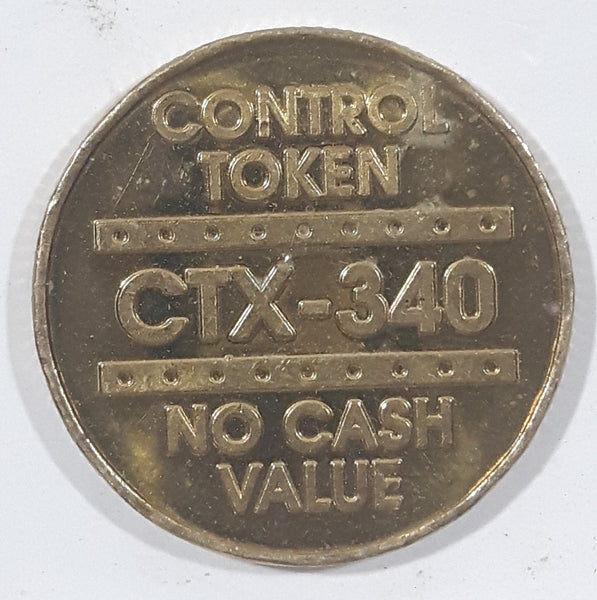 CONTROL
TOKEN
CTX-340
NO CASH
VALUE